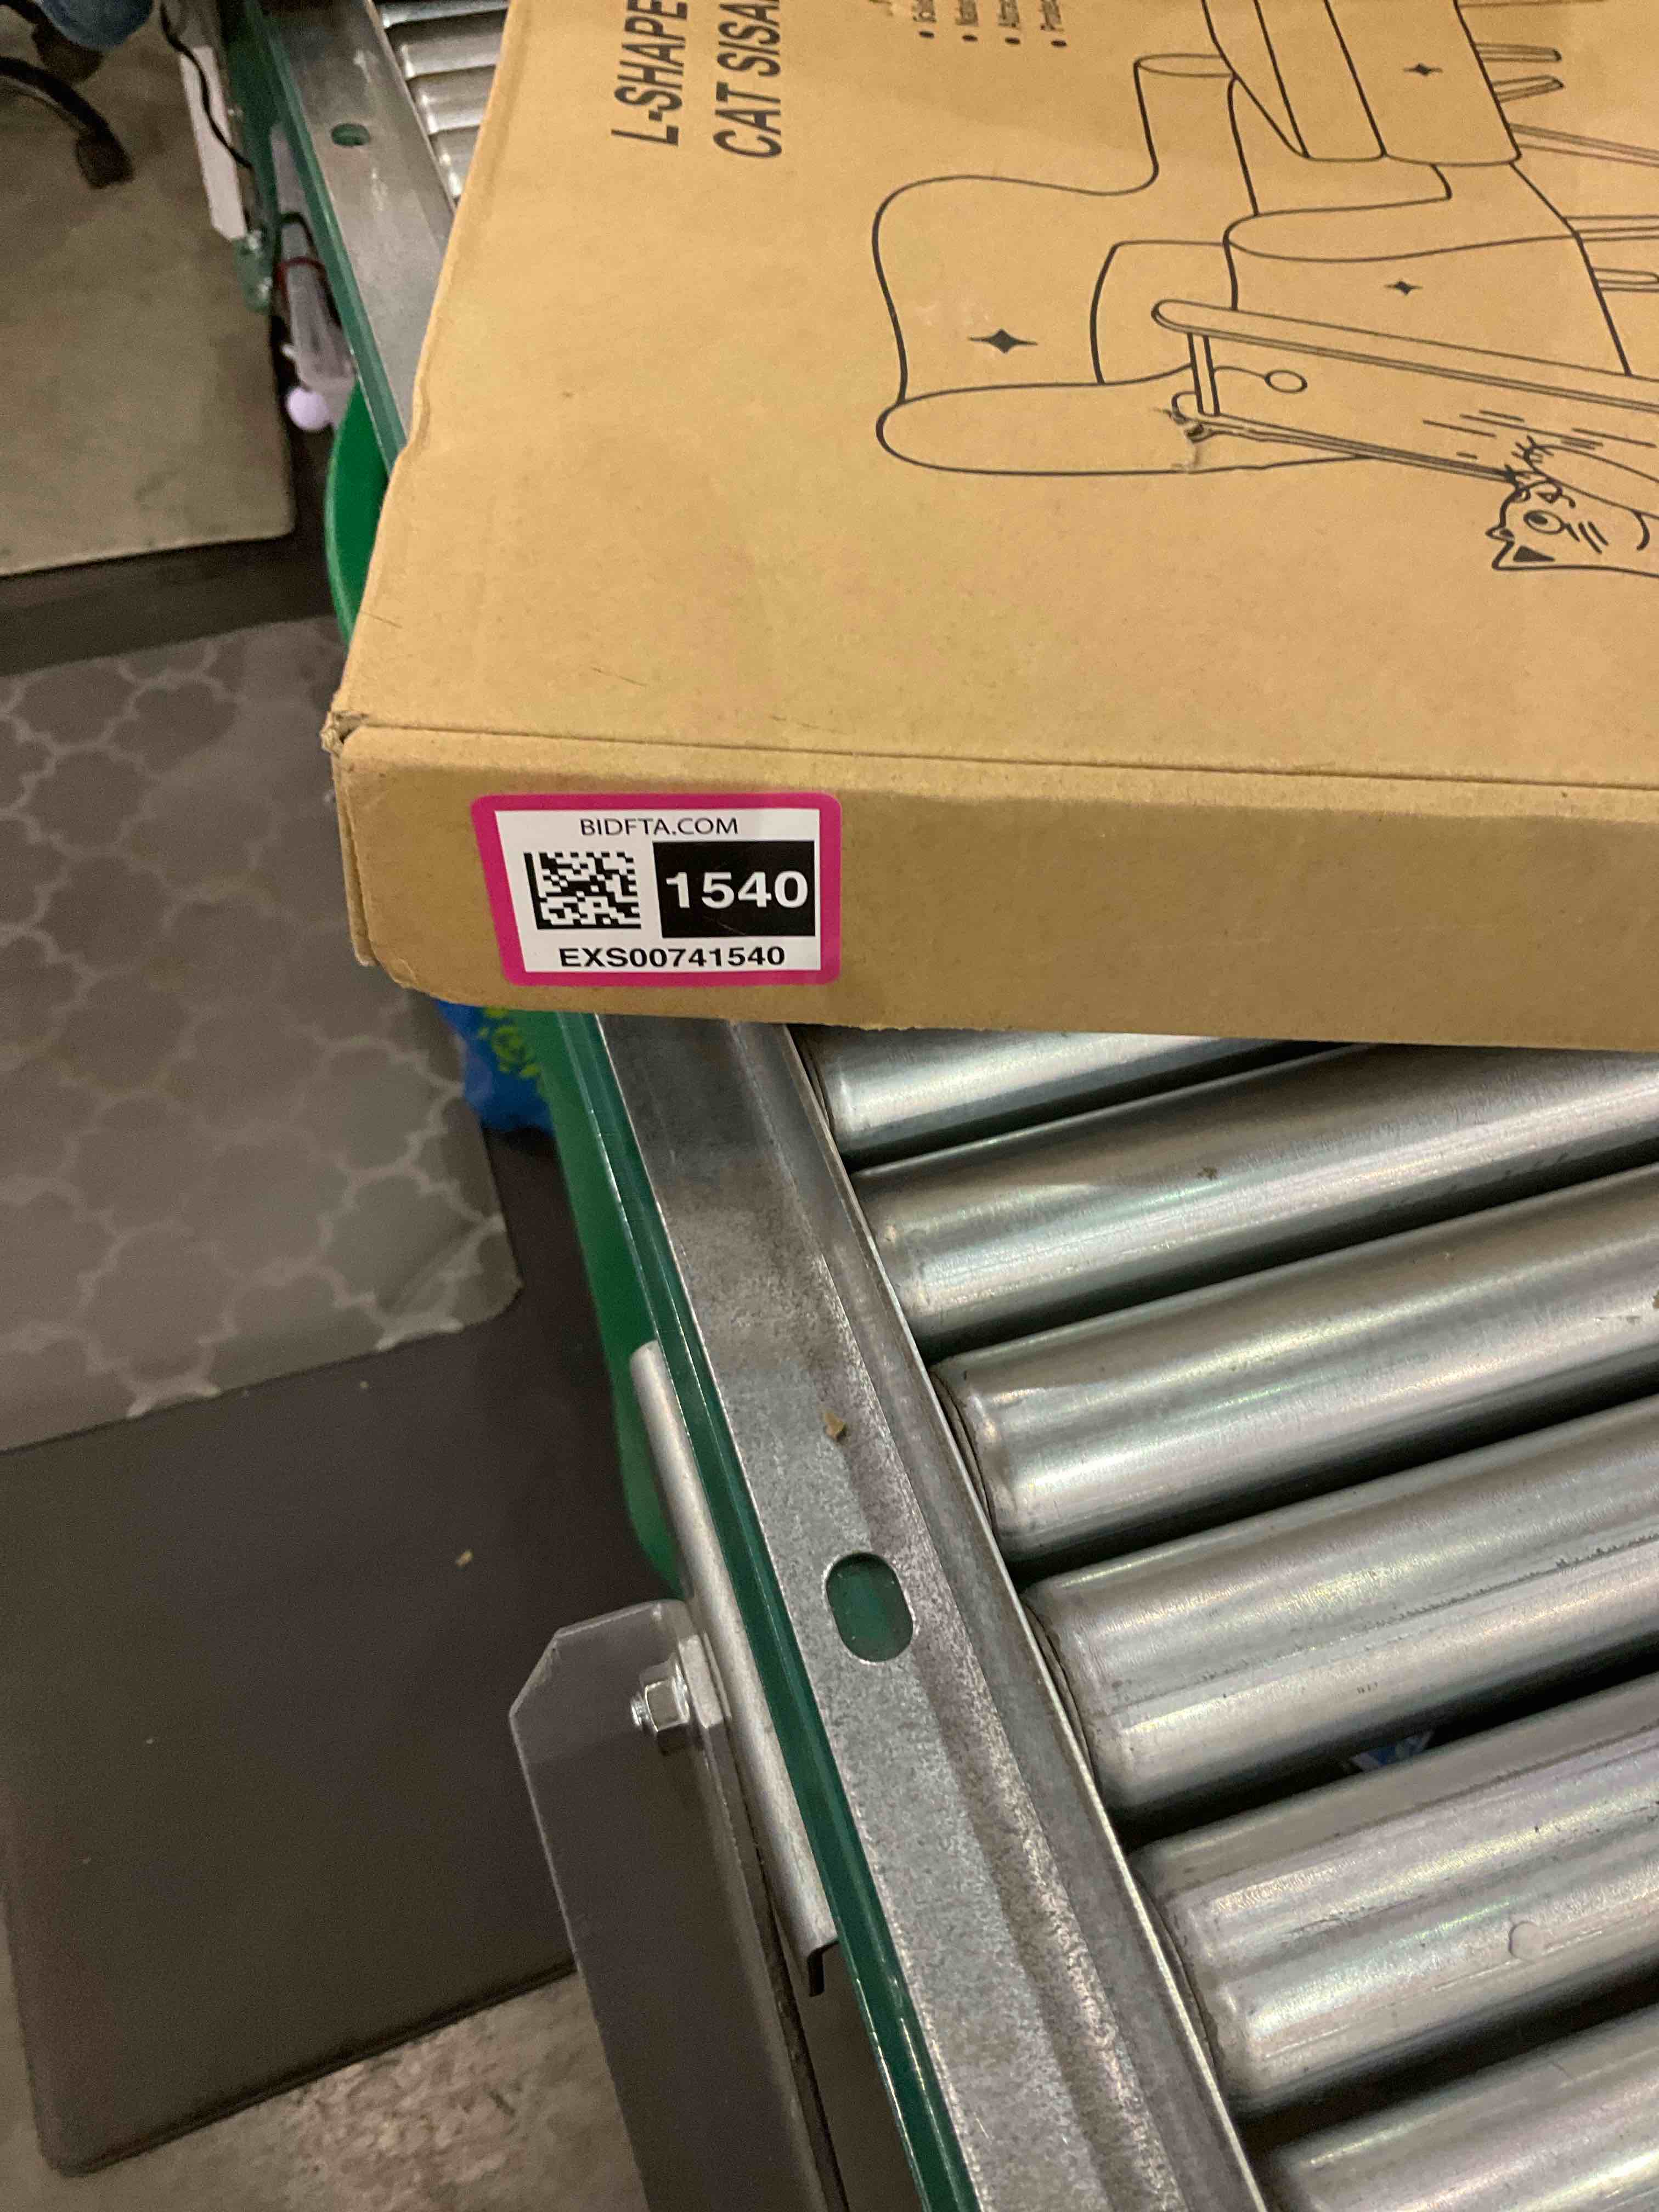 L-SHAPE
CAT SISA
BIDFTA.COM
1540
EXS00741540